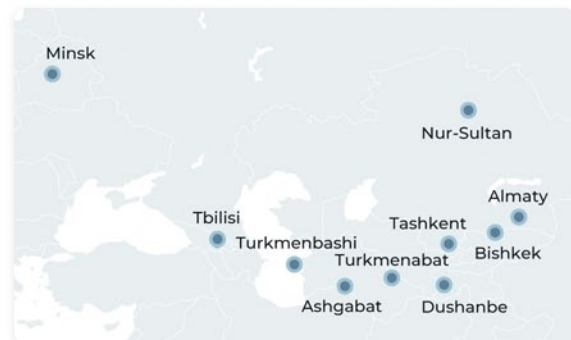 Minsk
Nur-Sultan
Almaty
Tbilisi
Tashkent
Turkmenbashi
Bishkek
Turkmenabat
Ashgabat
Dushanbe